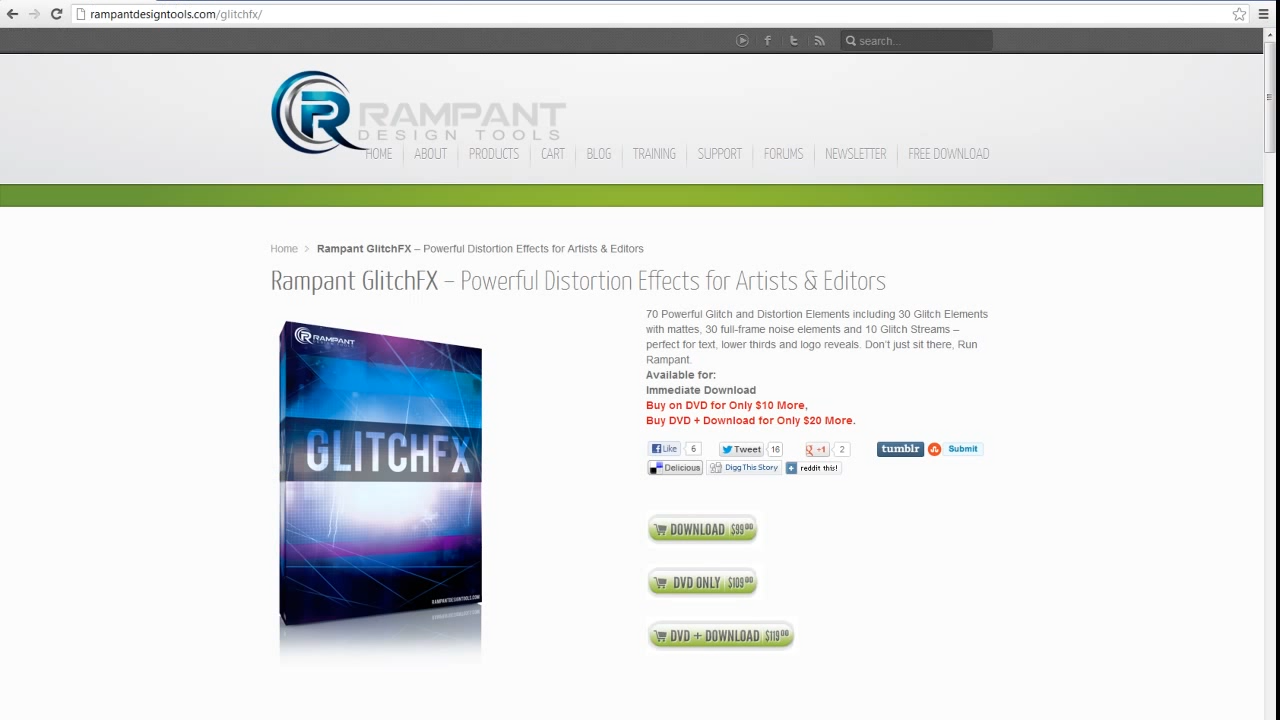 rampantdesigntools.com/glitchfx/
search...
RAMPANT
DESIGN TOOLS
HOME ABOUT PRODUCTS CART BLOG TRAINING SUPPORT FORUMS NEWSLETTER FREE DOWNLOAD
Home > Rampant GlitchFX – Powerful Distortion Effects for Artists & Editors
Rampant GlitchFX – Powerful Distortion Effects for Artists & Editors
RAMPANT
GLITCHFX
RAMPANTDESIGNTOOLS.COM
70 Powerful Glitch and Distortion Elements including 30 Glitch Elements
with mattes, 30 full-frame noise elements and 10 Glitch Streams –
perfect for text, lower thirds and logo reveals. Don't just sit there, Run
Rampant.
Available for:
Immediate Download
Buy on DVD for Only $10 More,
Buy DVD + Download for Only $20 More.
Like 6 Tweet 16 +1 2 tumblr Submit
Delicious Digg This Story reddit this!
DOWNLOAD $99.00
DVD ONLY $109.00
DVD + DOWNLOAD $119.00